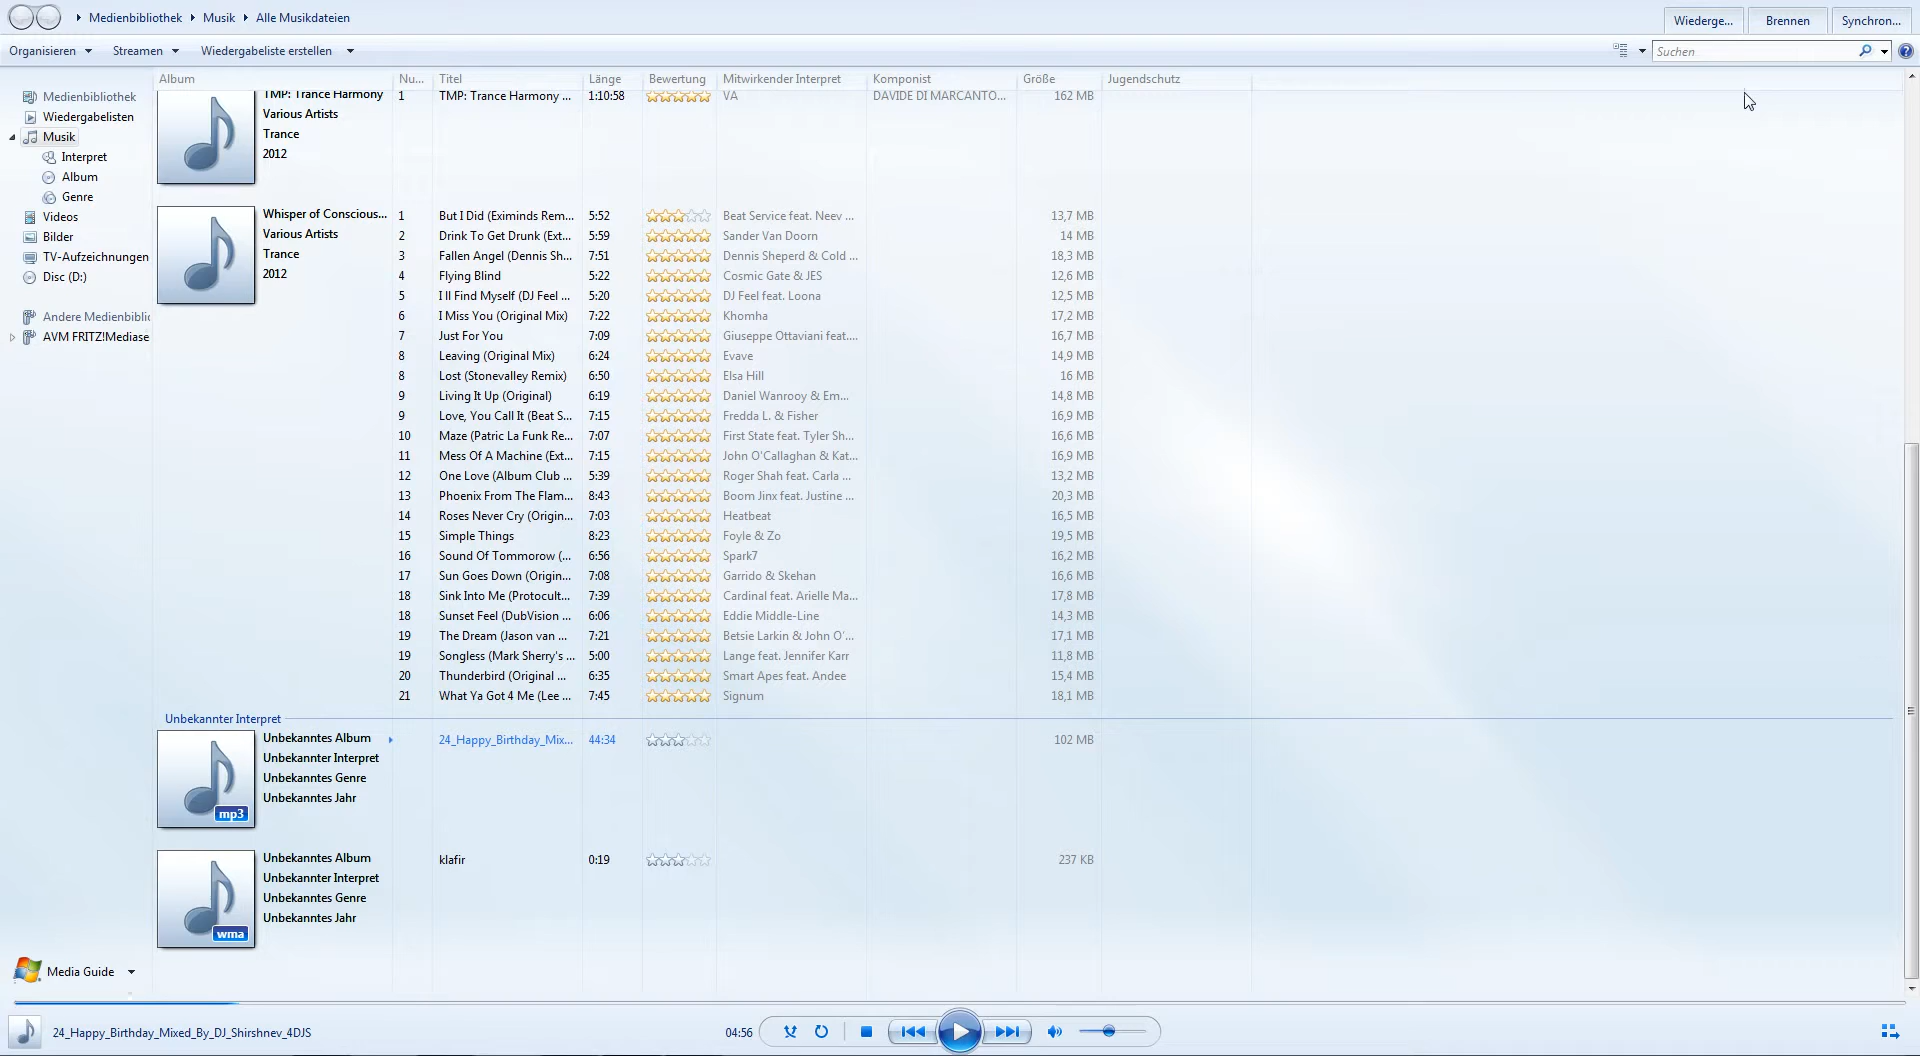 Medienbibliothek Musik Alle Musikdateien Wiederge... Brennen Synchron...
Organisieren Streamen Wiedergabeliste erstellen Suchen
Album Nu... Titel Länge Bewertung Mitwirkender Interpret Komponist Größe Jugendschutz
Medienbibliothek
Wiedergabelisten
Musik
Interpret
Album
Genre
Videos
Bilder
TV-Aufzeichnungen
Disc (D:)
Andere Medienbiblic
AVM FRITZ!Mediase
TMP: Trance Harmony 1 TMP: Trance Harmony ... 1:10:58 VA DAVIDE DI MARCANTO... 162 MB
Various Artists
Trance
2012
Whisper of Conscious...
Various Artists
Trance
2012
1 But I Did (Eximinds Rem... 5:52 Beat Service feat. Neev ... 13,7 MB
2 Drink To Get Drunk (Ext... 5:59 Sander Van Doorn 14 MB
3 Fallen Angel (Dennis Sh... 7:51 Dennis Sheperd & Cold ... 18,3 MB
4 Flying Blind 5:22 Cosmic Gate & JES 12,6 MB
5 I ll Find Myself (DJ Feel ... 5:20 DJ Feel feat. Loona 12,5 MB
6 I Miss You (Original Mix) 7:22 Khomha 17,2 MB
7 Just For You 7:09 Giuseppe Ottaviani feat.... 16,7 MB
8 Leaving (Original Mix) 6:24 Evave 14,9 MB
8 Lost (Stonevalley Remix) 6:50 Elsa Hill 16 MB
9 Living It Up (Original) 6:19 Daniel Wanrooy & Em... 14,8 MB
9 Love, You Call It (Beat S... 7:15 Fredda L. & Fisher 16,9 MB
10 Maze (Patric La Funk Re... 7:07 First State feat. Tyler Sh... 16,6 MB
11 Mess Of A Machine (Ext... 7:15 John O'Callaghan & Kat... 16,9 MB
12 One Love (Album Club ... 5:39 Roger Shah feat. Carla ... 13,2 MB
13 Phoenix From The Flam... 8:43 Boom Jinx feat. Justine ... 20,3 MB
14 Roses Never Cry (Origin... 7:03 Heatbeat 16,5 MB
15 Simple Things 8:23 Foyle & Zo 19,5 MB
16 Sound Of Tommorow (... 6:56 Spark7 16,2 MB
17 Sun Goes Down (Origin... 7:08 Garrido & Skehan 16,6 MB
18 Sink Into Me (Protocult... 7:39 Cardinal feat. Arielle Ma... 17,8 MB
18 Sunset Feel (DubVision ... 6:06 Eddie Middle-Line 14,3 MB
19 The Dream (Jason van ... 7:21 Betsie Larkin & John O'... 17,1 MB
19 Songless (Mark Sherry's ... 5:00 Lange feat. Jennifer Karr 11,8 MB
20 Thunderbird (Original ... 6:35 Smart Apes feat. Andee 15,4 MB
21 What Ya Got 4 Me (Lee ... 7:45 Signum 18,1 MB
Unbekannter Interpret
Unbekanntes Album 24_Happy_Birthday_Mix... 44:34 102 MB
Unbekannter Interpret
Unbekanntes Genre
Unbekanntes Jahr
mp3
Unbekanntes Album klafir 0:19 237 KB
Unbekannter Interpret
Unbekanntes Genre
Unbekanntes Jahr
wma
Media Guide
24_Happy_Birthday_Mixed_By_DJ_Shirshnev_4DJS 04:56